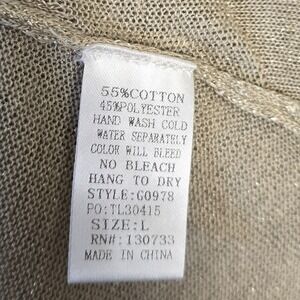 55%COTTON
45%POLYESTER
HAND WASH COLD
WATER SEPARATELY
COLOR WILL BLEED
NO BLEACH
HANG TO DRY
STYLE:G0978
PO:TL30415
SIZE:L
RN#:130733
MADE IN CHINA